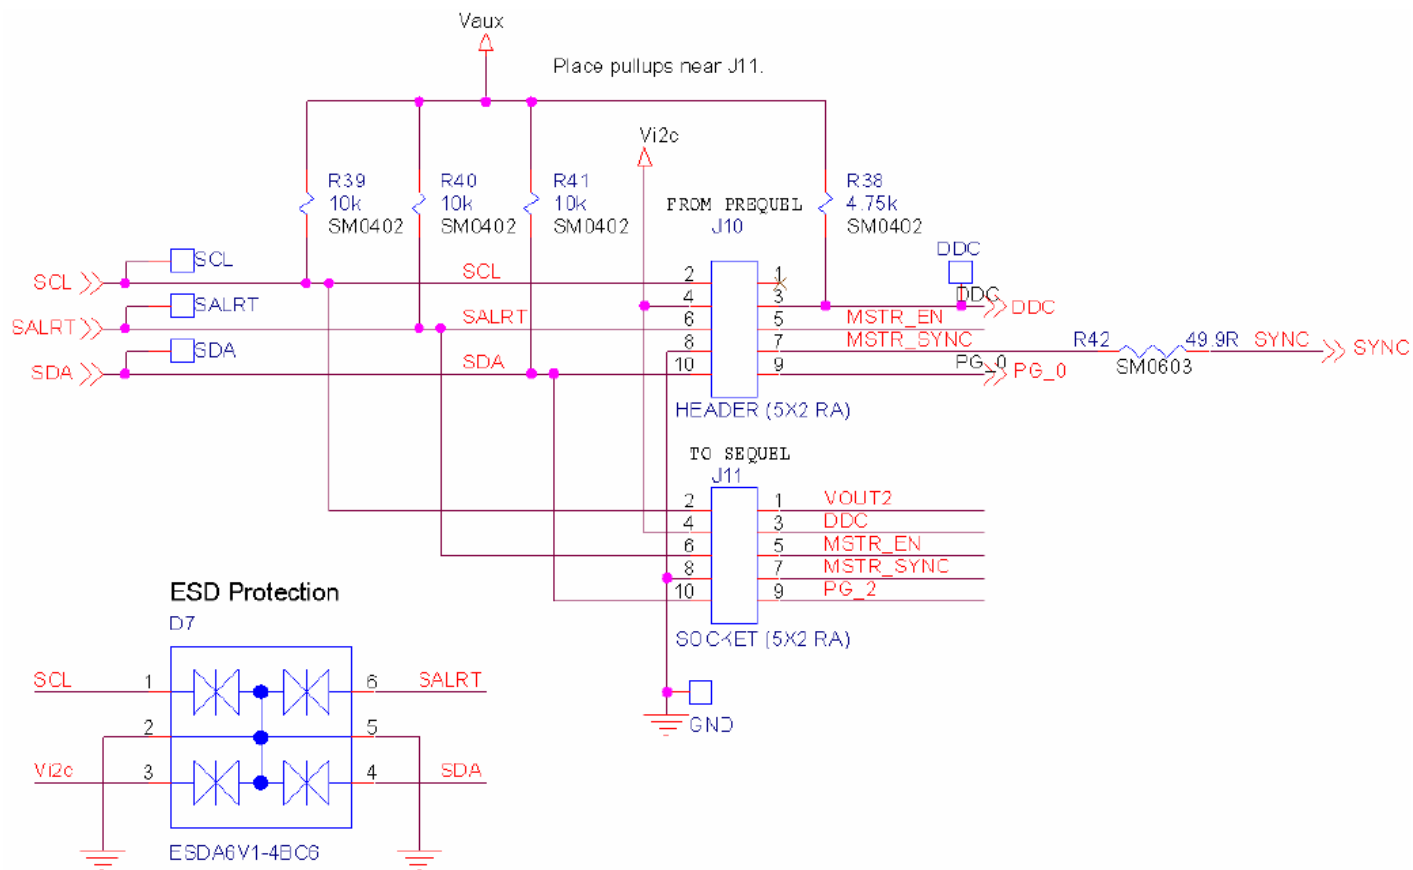 Vaux
Place pullups near J11.
Vi2c
R39
10k
SM0402
R40
10k
SM0402
R41
10k
SM0402
R38
4.75k
SM0402
FROM PREQUEL
J10
SCL
SCL
SCL
2
1
DDC
4
3
DDC
DDC
SALRT
SALRT
SALRT
6
5
MSTR_EN
8
7
MSTR_SYNC
R42
49.9R
SYNC
SYNC
SM0603
SDA
SDA
SDA
10
9
PG_0
PG_0
HEADER (5X2 RA)
TO SEQUEL
J11
2
1
VOUT2
4
3
DDC
6
5
MSTR_EN
8
7
MSTR_SYNC
10
9
PG_2
SOCKET (5X2 RA)
GND
ESD Protection
D7
SCL
1
6
SALRT
2
5
Vi2c
3
4
SDA
ESDA6V1-4BC6